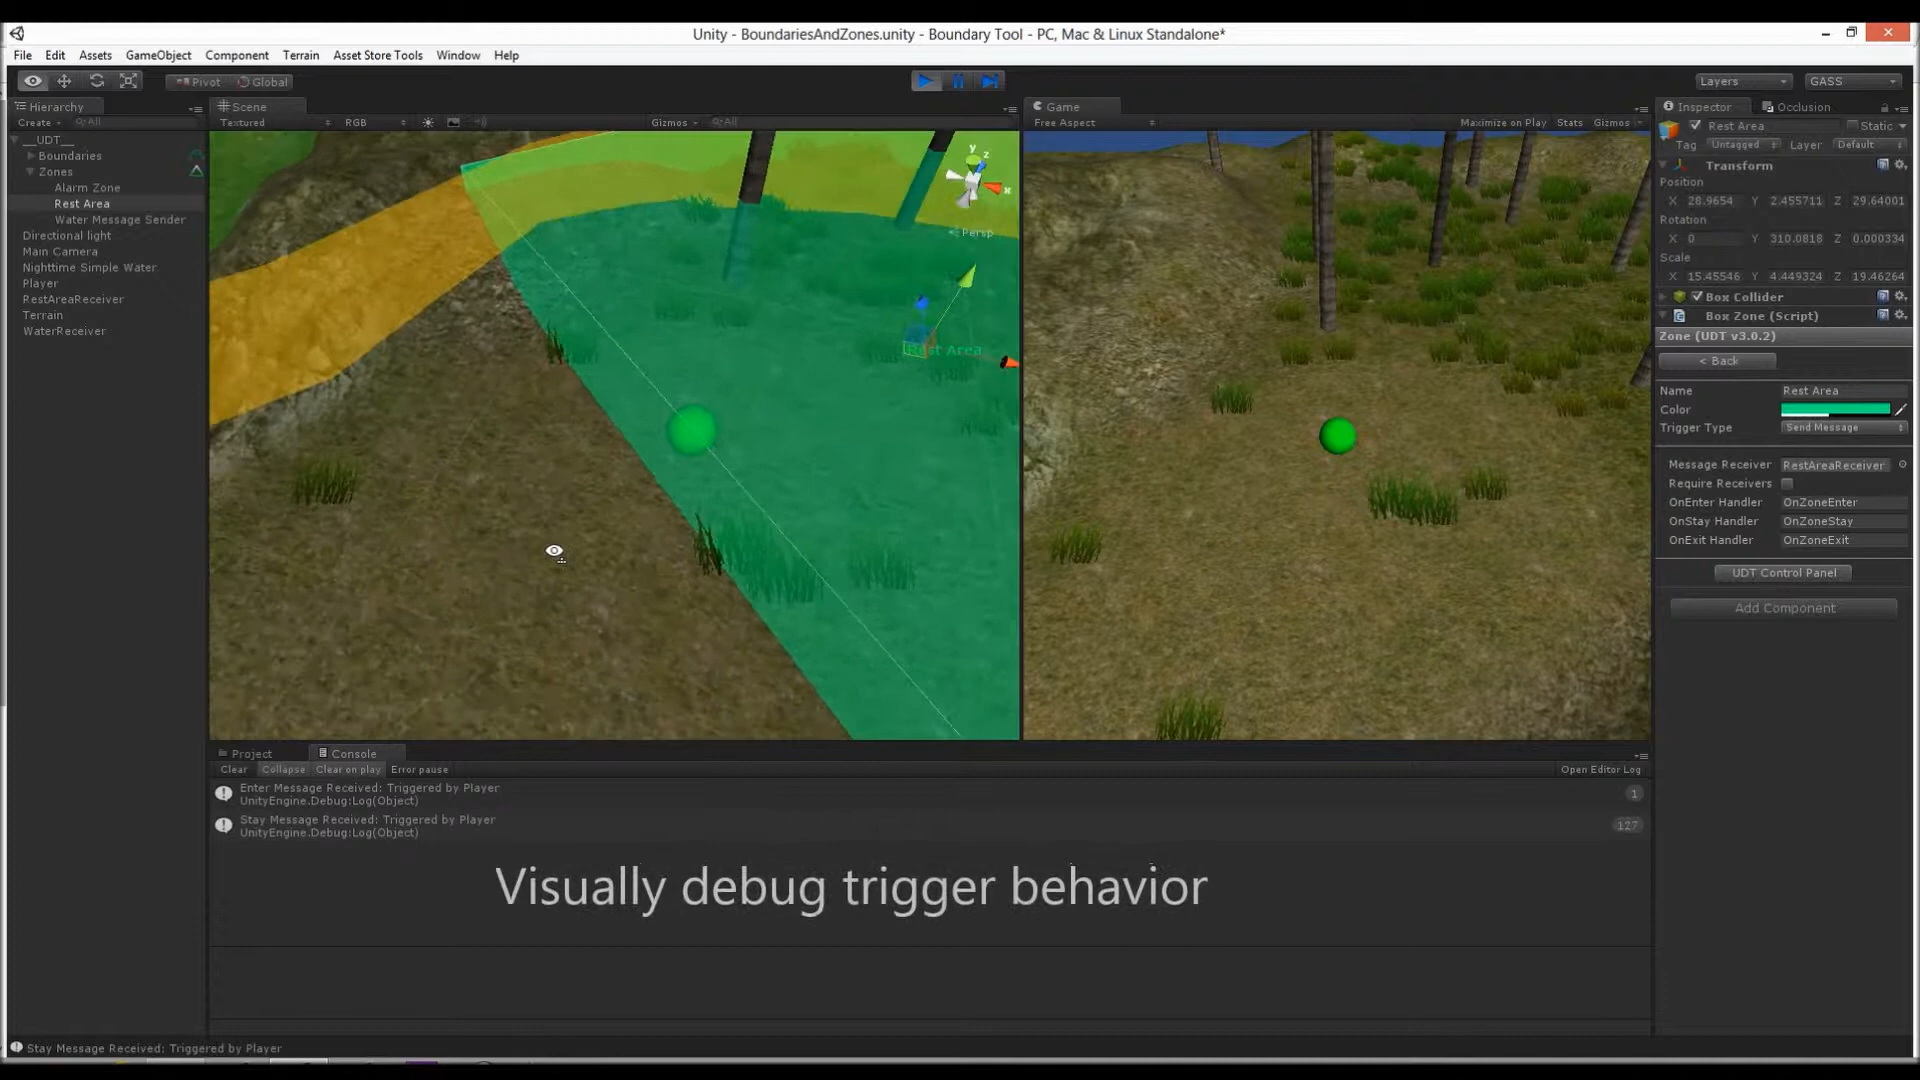 Unity - BoundariesAndZones.unity - Boundary Tool - PC, Mac & Linux Standalone*
File Edit Assets GameObject Component Terrain Asset Store Tools Window Help
Pivot Global Layers GASS
Hierarchy
Create All
__UDT__
Boundaries
Zones
Alarm Zone
Rest Area
Water Message Sender
Directional light
Main Camera
Nighttime Simple Water
Player
RestAreaReceiver
Terrain
WaterReceiver
Scene
Textured RGB Gizmos All
y
z
x
Persp
Rest Area
Game
Free Aspect Maximize on Play Stats Gizmos
Inspector Occlusion
Rest Area Static
Tag Untagged Layer Default
Transform
Position
X 28.9654 Y 2.455711 Z 29.64001
Rotation
X 0 Y 310.0818 Z 0.000334
Scale
X 15.45546 Y 4.449324 Z 19.46264
Box Collider
Box Zone (Script)
Zone (UDT v3.0.2)
< Back
Name Rest Area
Color
Trigger Type Send Message
Message Receiver RestAreaReceiver
Require Receivers
OnEnter Handler OnZoneEnter
OnStay Handler OnZoneStay
OnExit Handler OnZoneExit
UDT Control Panel
Add Component
Project Console
Clear Collapse Clear on play Error pause Open Editor Log
Enter Message Received: Triggered by Player
UnityEngine.Debug:Log(Object)
1
Stay Message Received: Triggered by Player
UnityEngine.Debug:Log(Object)
127
Visually debug trigger behavior
Stay Message Received: Triggered by Player